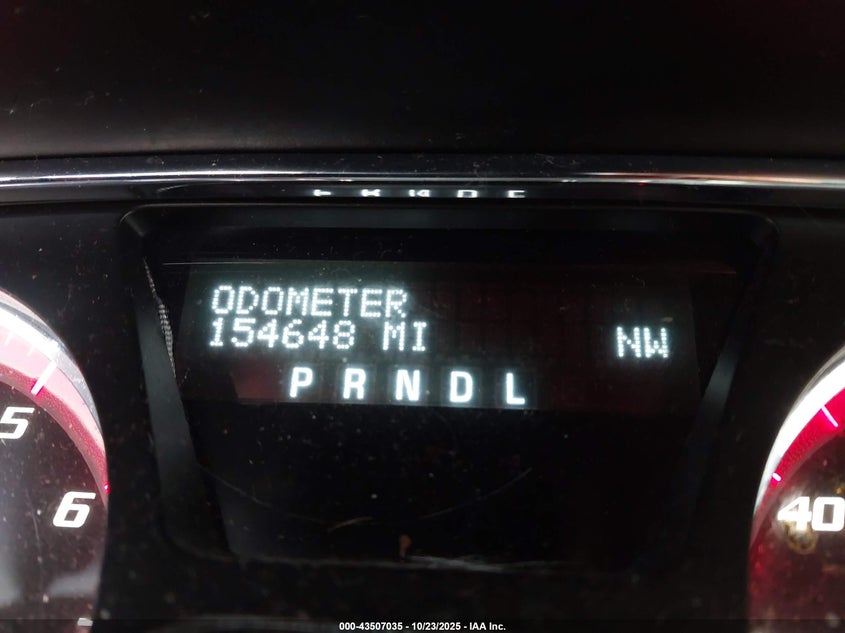 ODOMETER
154648 MI NW
P R N D L
5
6
40
000-43507035 - 10/23/2025 - IAA Inc.